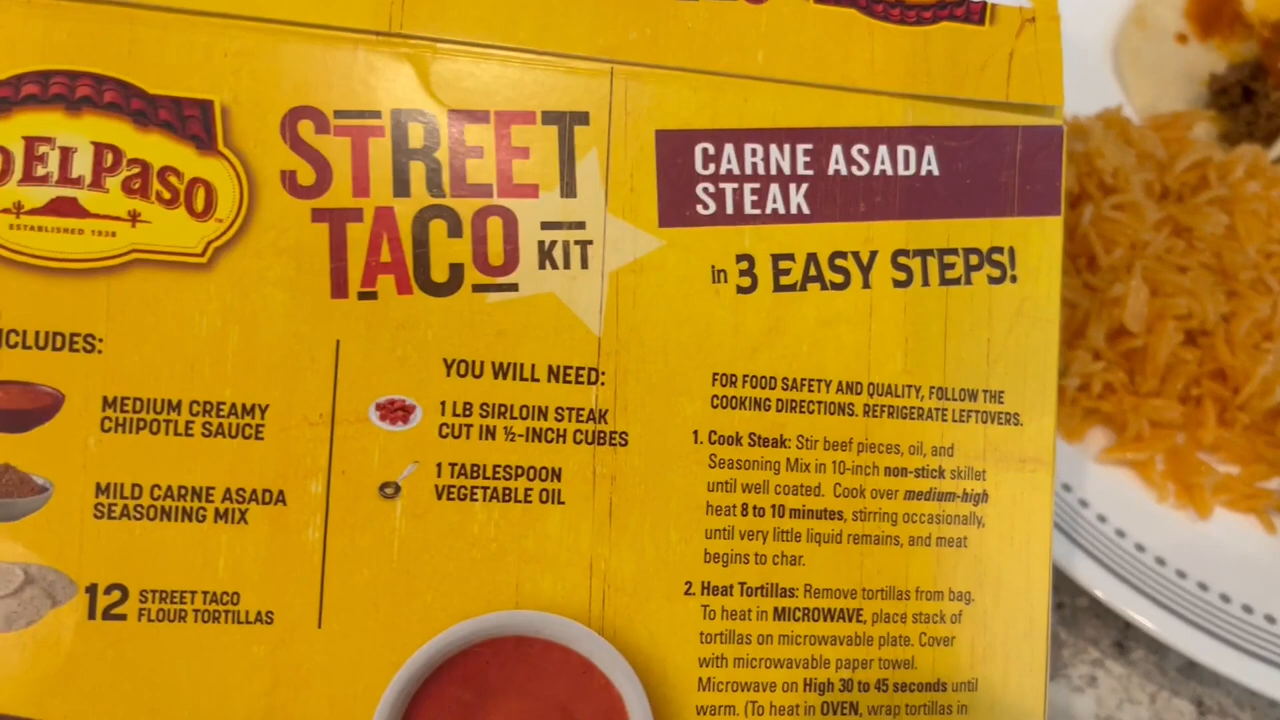 ELPASO
ESTABLISHED 1938
STREET
TACO KIT
CARNE ASADA
STEAK
in 3 EASY STEPS!
MEDIUM CREAMY
CHIPOTLE SAUCE
MILD CARNE ASADA
SEASONING MIX
12 STREET TACO
FLOUR TORTILLAS
YOU WILL NEED:
1 LB SIRLOIN STEAK
CUT IN ½-INCH CUBES
1 TABLESPOON
VEGETABLE OIL
FOR FOOD SAFETY AND QUALITY, FOLLOW THE
COOKING DIRECTIONS. REFRIGERATE LEFTOVERS.
1. Cook Steak: Stir beef pieces, oil, and
Seasoning Mix in 10-inch non-stick skillet
until well coated. Cook over medium-high
heat 8 to 10 minutes, stirring occasionally,
until very little liquid remains, and meat
begins to char.
2. Heat Tortillas: Remove tortillas from bag.
To heat in MICROWAVE, place stack of
tortillas on microwavable plate. Cover
with microwavable paper towel.
Microwave on High 30 to 45 seconds until
warm. (To heat in OVEN, wrap tortillas in